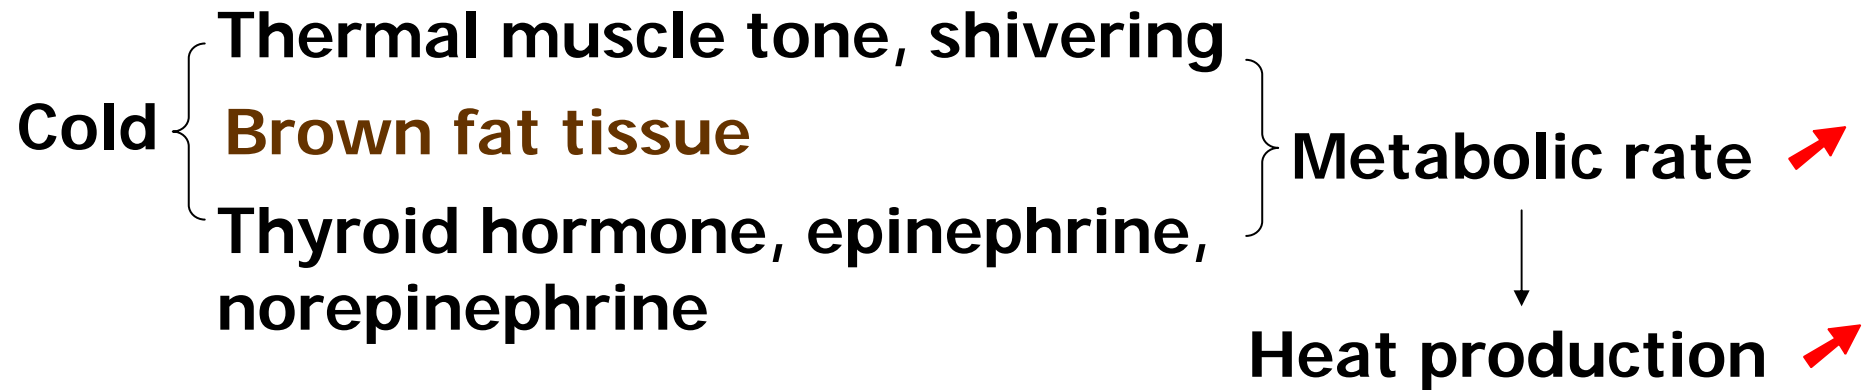 Thermal muscle tone, shivering
Cold
Brown fat tissue
Metabolic rate
Thyroid hormone, epinephrine,
norepinephrine
Heat production